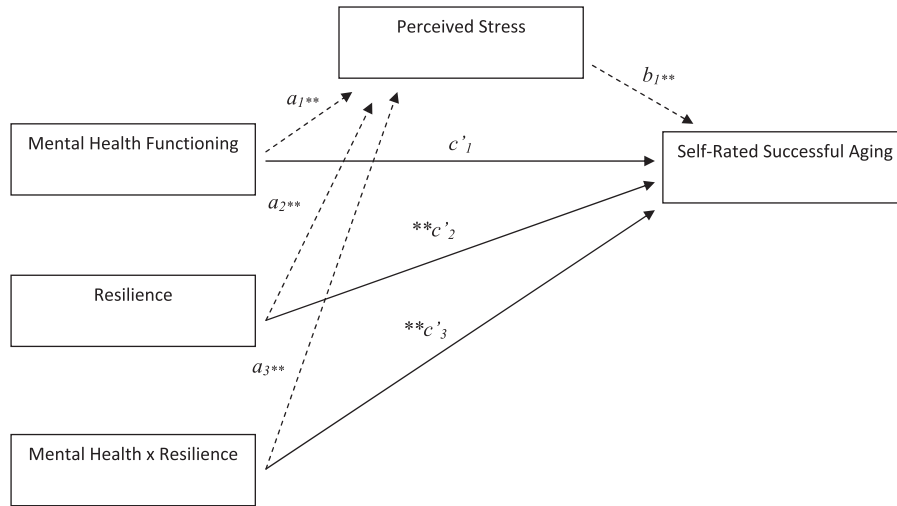 Perceived Stress
b1**
a1**
Mental Health Functioning
c'1
Self-Rated Successful Aging
a2**
**c'2
Resilience
**c'3
a3**
Mental Health x Resilience